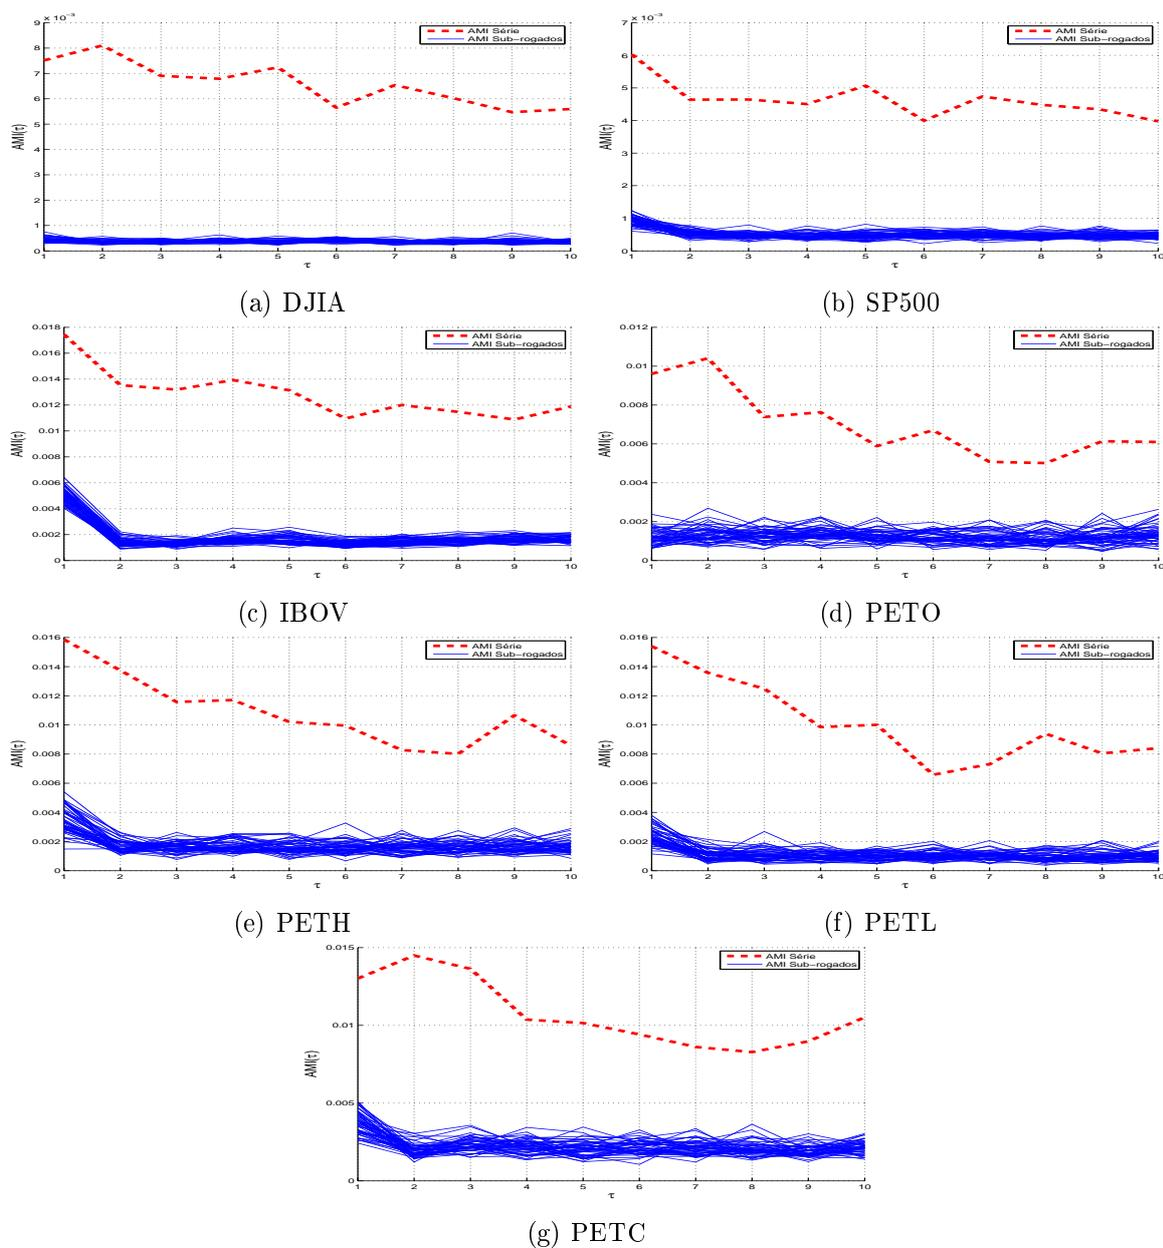 × 10⁻³
9
8
7
6
5
4
3
2
1
0
AMI(τ)
1 2 3 4 5 6 7 8 9 10
τ
AMI Série
AMI Sub−rogados
(a) DJIA
× 10⁻³
7
6
5
4
3
2
1
0
AMI(τ)
1 2 3 4 5 6 7 8 9 10
τ
AMI Série
AMI Sub−rogados
(b) SP500
0.018
0.016
0.014
0.012
0.01
0.008
0.006
0.004
0.002
0
AMI(τ)
1 2 3 4 5 6 7 8 9 10
τ
AMI Série
AMI Sub−rogados
(c) IBOV
0.012
0.01
0.008
0.006
0.004
0.002
0
AMI(τ)
1 2 3 4 5 6 7 8 9 10
τ
AMI Série
AMI Sub−rogados
(d) PETO
0.016
0.014
0.012
0.01
0.008
0.006
0.004
0.002
0
AMI(τ)
1 2 3 4 5 6 7 8 9 10
τ
AMI Série
AMI Sub−rogados
(e) PETH
0.016
0.014
0.012
0.01
0.008
0.006
0.004
0.002
0
AMI(τ)
1 2 3 4 5 6 7 8 9 10
τ
AMI Série
AMI Sub−rogados
(f) PETL
0.015
0.01
0.005
0
AMI(τ)
1 2 3 4 5 6 7 8 9 10
τ
AMI Série
AMI Sub−rogados
(g) PETC